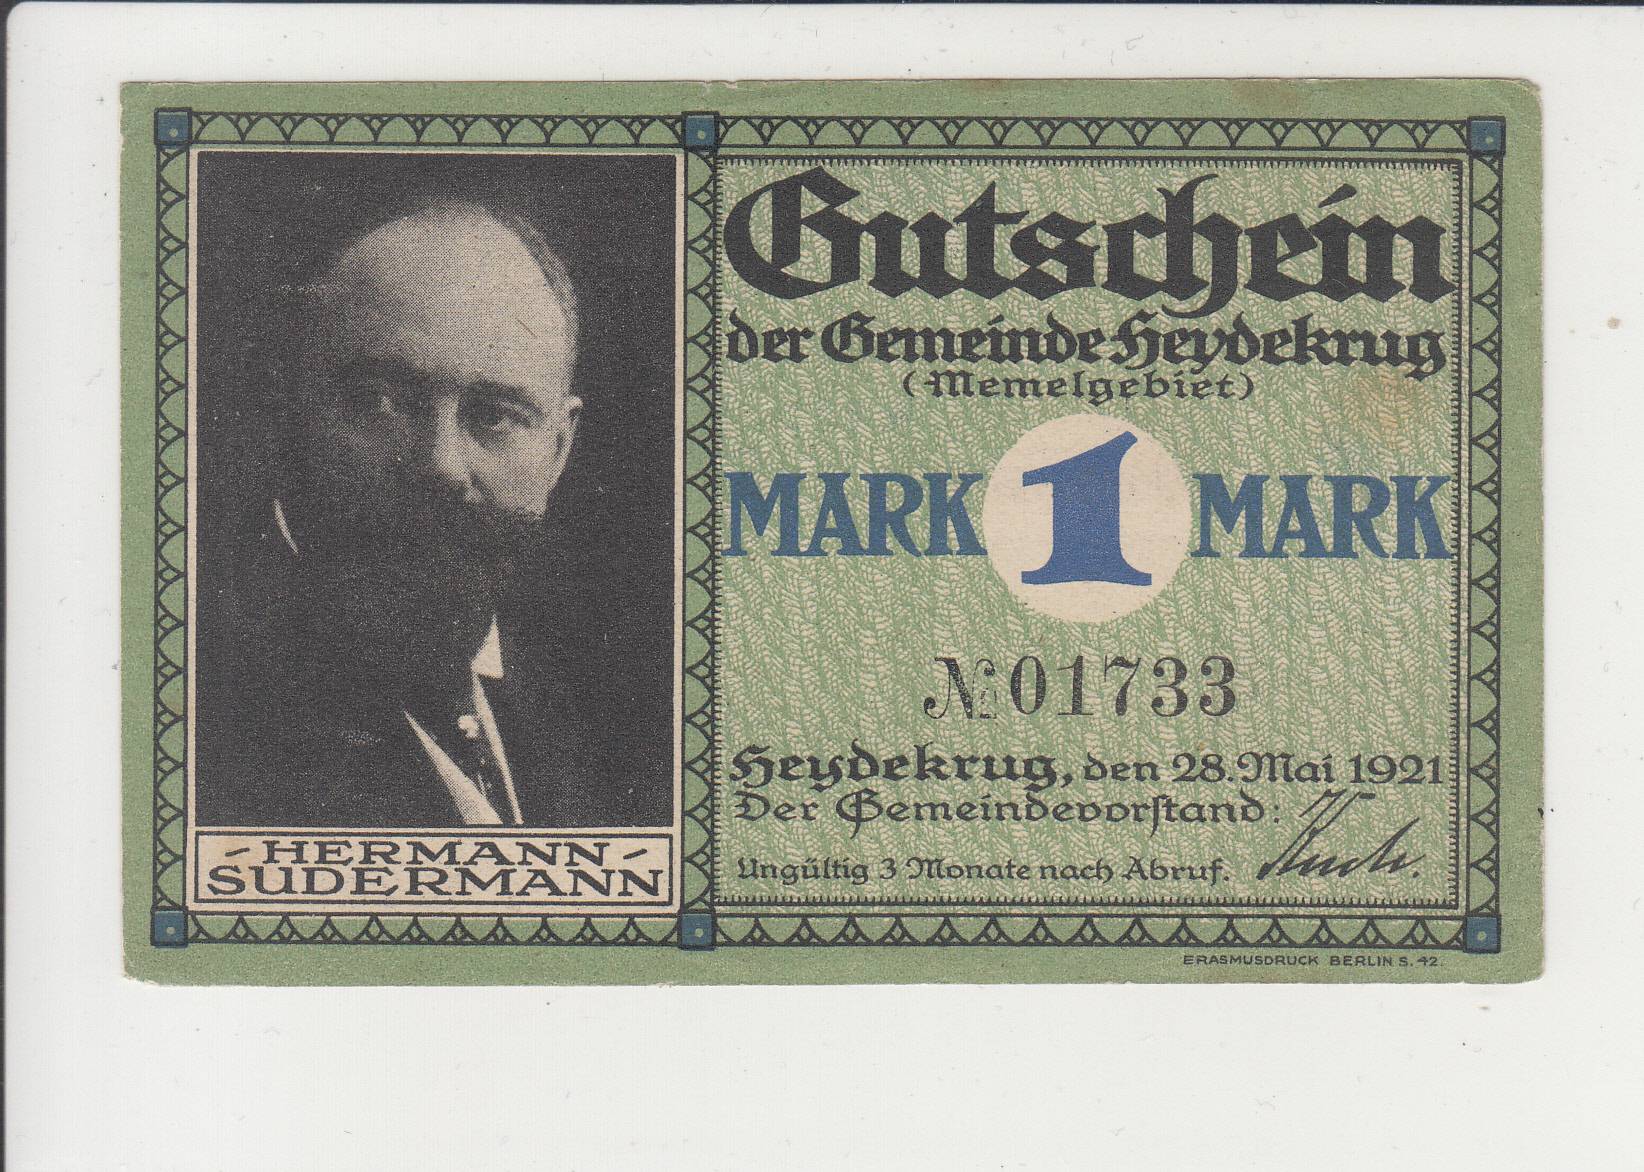 Gutschein
der Gemeinde Heydekrug
(Memelgebiet)
MARK 1 MARK
№ 01733
Heydekrug, den 28. Mai 1921
Der Gemeindevorstand:
Ungültig 3 Monate nach Abruf.
- HERMANN -
SUDERMANN
ERASMUSDRUCK BERLIN S. 42.